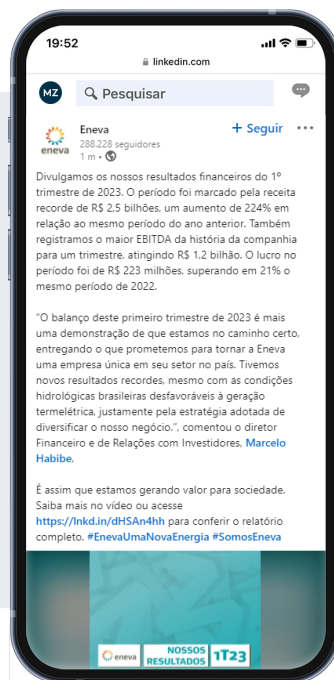 19:52
linkedin.com
MZ
Pesquisar
Eneva
288.228 seguidores
1 m •
+ Seguir
eneva
Divulgamos os nossos resultados financeiros do 1º
trimestre de 2023. O período foi marcado pela receita
recorde de R$ 2,5 bilhões, um aumento de 224% em
relação ao mesmo período do ano anterior. Também
registramos o maior EBITDA da história da companhia
para um trimestre, atingindo R$ 1,2 bilhão. O lucro no
período foi de R$ 223 milhões, superando em 21% o
mesmo período de 2022.
"O balanço deste primeiro trimestre de 2023 é mais
uma demonstração de que estamos no caminho certo,
entregando o que prometemos para tornar a Eneva
uma empresa única em seu setor no país. Tivemos
novos resultados recordes, mesmo com as condições
hidrológicas brasileiras desfavoráveis à geração
termelétrica, justamente pela estratégia adotada de
diversificar o nosso negócio.", comentou o diretor
Financeiro e de Relações com Investidores, Marcelo
Habibe.
É assim que estamos gerando valor para sociedade.
Saiba mais no vídeo ou acesse
https://lnkd.in/dHSAn4hh para conferir o relatório
completo. #EnevaUmaNovaEnergia #SomosEneva
eneva
NOSSOS
RESULTADOS
1T23